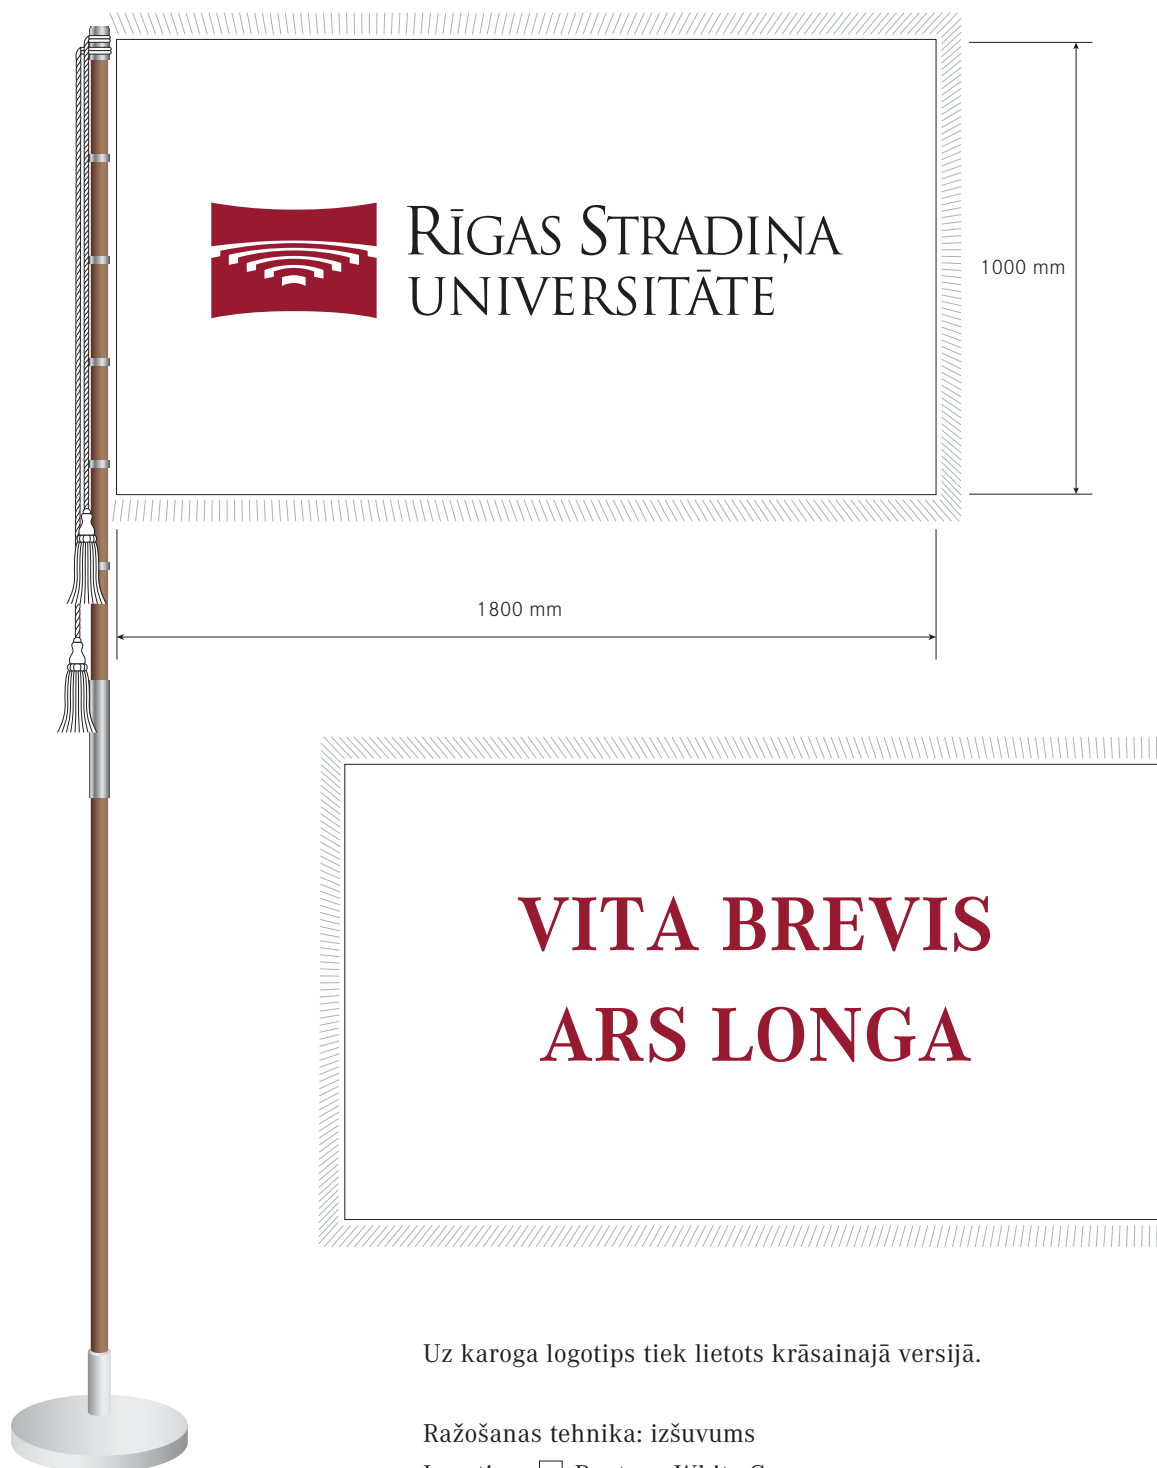 RĪGAS STRADIŅA
UNIVERSITĀTE
1000 mm
1800 mm
VITA BREVIS
ARS LONGA
Uz karoga logotips tiek lietots krāsainajā versijā.
Ražošanas tehnika: izšuvums